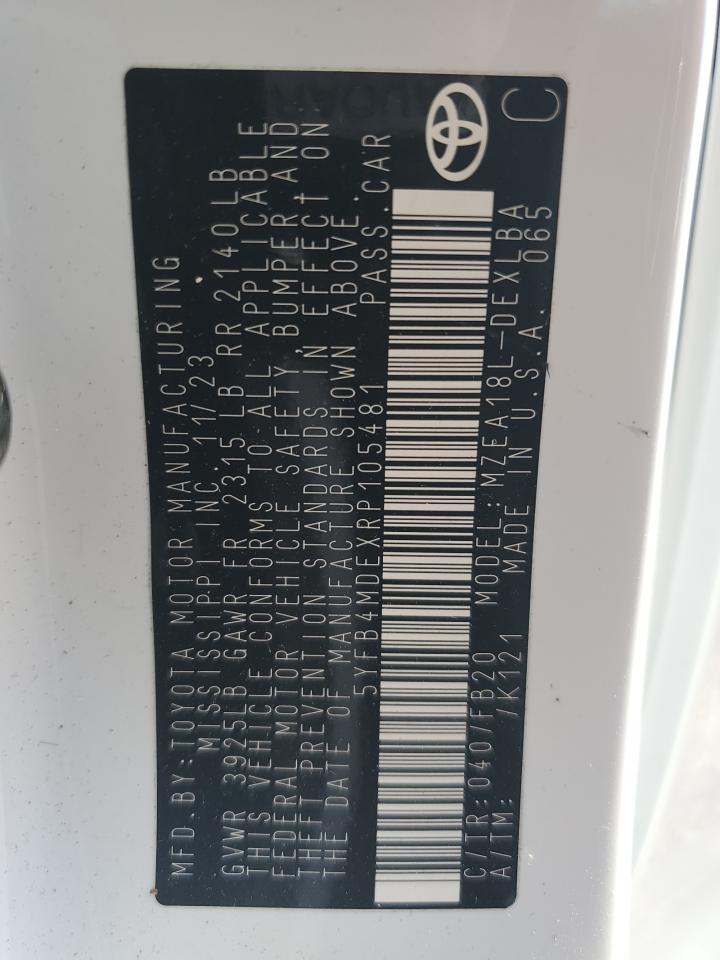 MFD. BY: TOYOTA MOTOR MANUFACTURING
MISSISSIPPI INC. 11/23
GVWR 3925LB GAWR FR 2315 LB RR 2140 LB
THIS VEHICLE CONFORMS TO ALL APPLICABLE
FEDERAL MOTOR VEHICLE SAFETY, BUMPER AND
THEFT PREVENTION STANDARDS IN EFFECT ON
THE DATE OF MANUFACTURE SHOWN ABOVE.
5YFB4MDEXRP105481 PASS. CAR
C/TR: 040/FB20 MODEL: MZEA18L-DEXLBA
A/TM: /K121 MADE IN U.S.A. 065
C